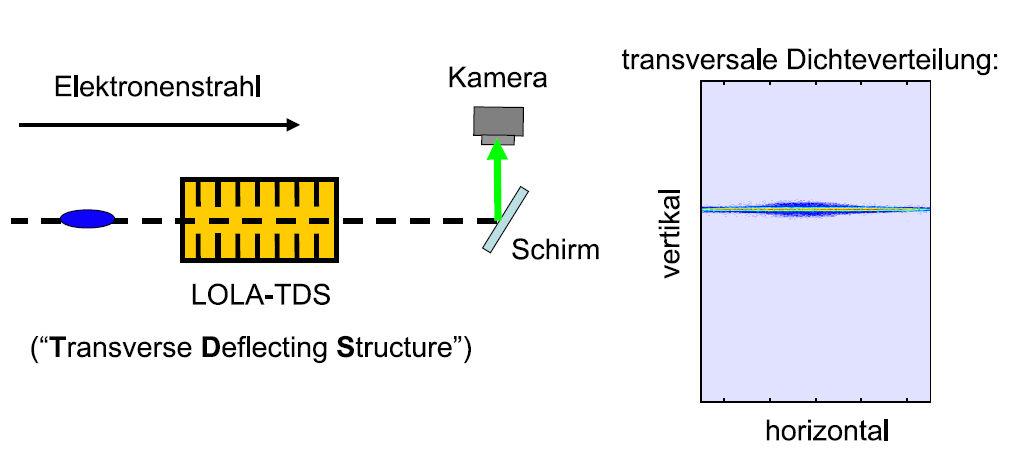 Elektronenstrahl
Kamera
Schirm
LOLA-TDS
(“Transverse Deflecting Structure”)
transversale Dichteverteilung:
vertikal
horizontal